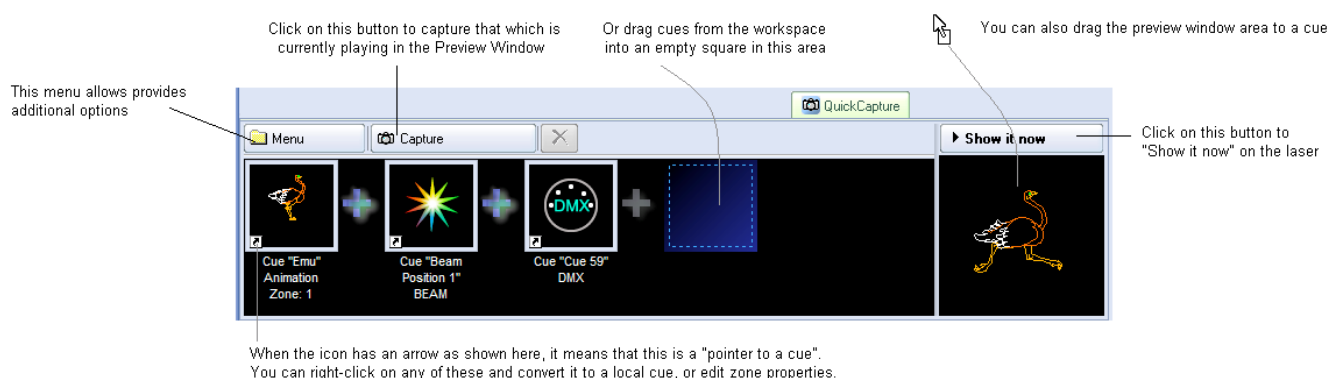 Click on this button to capture that which is
currently playing in the Preview Window
Or drag cues from the workspace
into an empty square in this area
You can also drag the preview window area to a cue
This menu allows provides
additional options
QuickCapture
Menu
Capture
Show it now
Click on this button to
"Show it now" on the laser
DMX
Cue "Emu"
Animation
Zone: 1
Cue "Beam
Position 1"
BEAM
Cue "Cue 59"
DMX
When the icon has an arrow as shown here, it means that this is a "pointer to a cue".
You can right-click on any of these and convert it to a local cue, or edit zone properties.